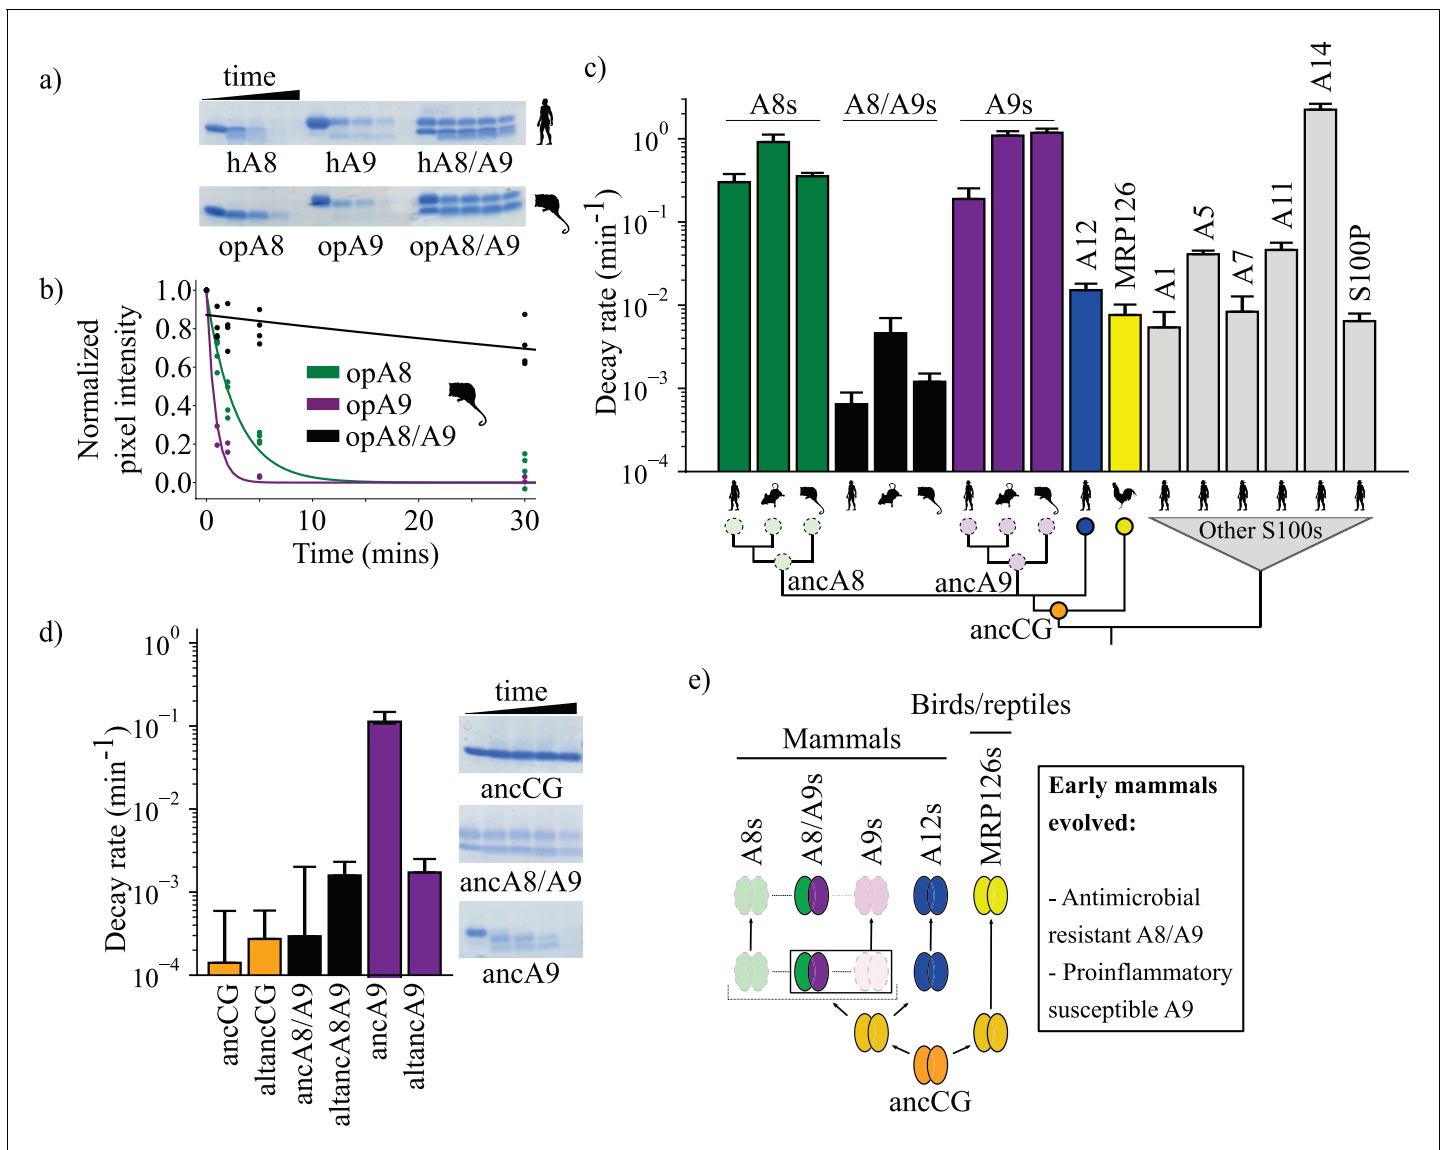 a)
time
hA8
hA9
hA8/A9
opA8
opA9
opA8/A9
b)
Normalized
pixel intensity
1.0
0.8
0.6
0.4
0.2
0.0
opA8
opA9
opA8/A9
0
10
20
30
Time (mins)
c)
A8s
A8/A9s
A9s
A12
MRP126
A1
A5
A7
A11
A14
S100P
Decay rate (min⁻¹)
10⁰
10⁻¹
10⁻²
10⁻³
10⁻⁴
Other S100s
ancA8
ancA9
ancCG
d)
Decay rate (min⁻¹)
10⁰
10⁻¹
10⁻²
10⁻³
10⁻⁴
ancCG
altancCG
ancA8/A9
altancA8A9
ancA9
altancA9
time
ancCG
ancA8/A9
ancA9
e)
Birds/reptiles
Mammals
A8s
A8/A9s
A9s
A12s
MRP126s
ancCG
Early mammals
evolved:
- Antimicrobial
resistant A8/A9
- Proinflammatory
susceptible A9